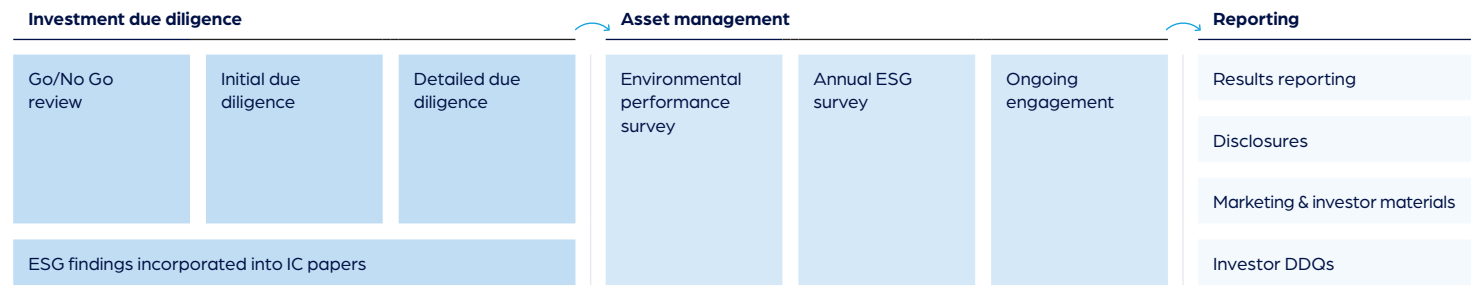 Investment due diligence
Go/No Go
review
Initial due
diligence
Detailed due
diligence
ESG findings incorporated into IC papers
Asset management
Environmental
performance
survey
Annual ESG
survey
Ongoing
engagement
Reporting
Results reporting
Disclosures
Marketing & investor materials
Investor DDQs